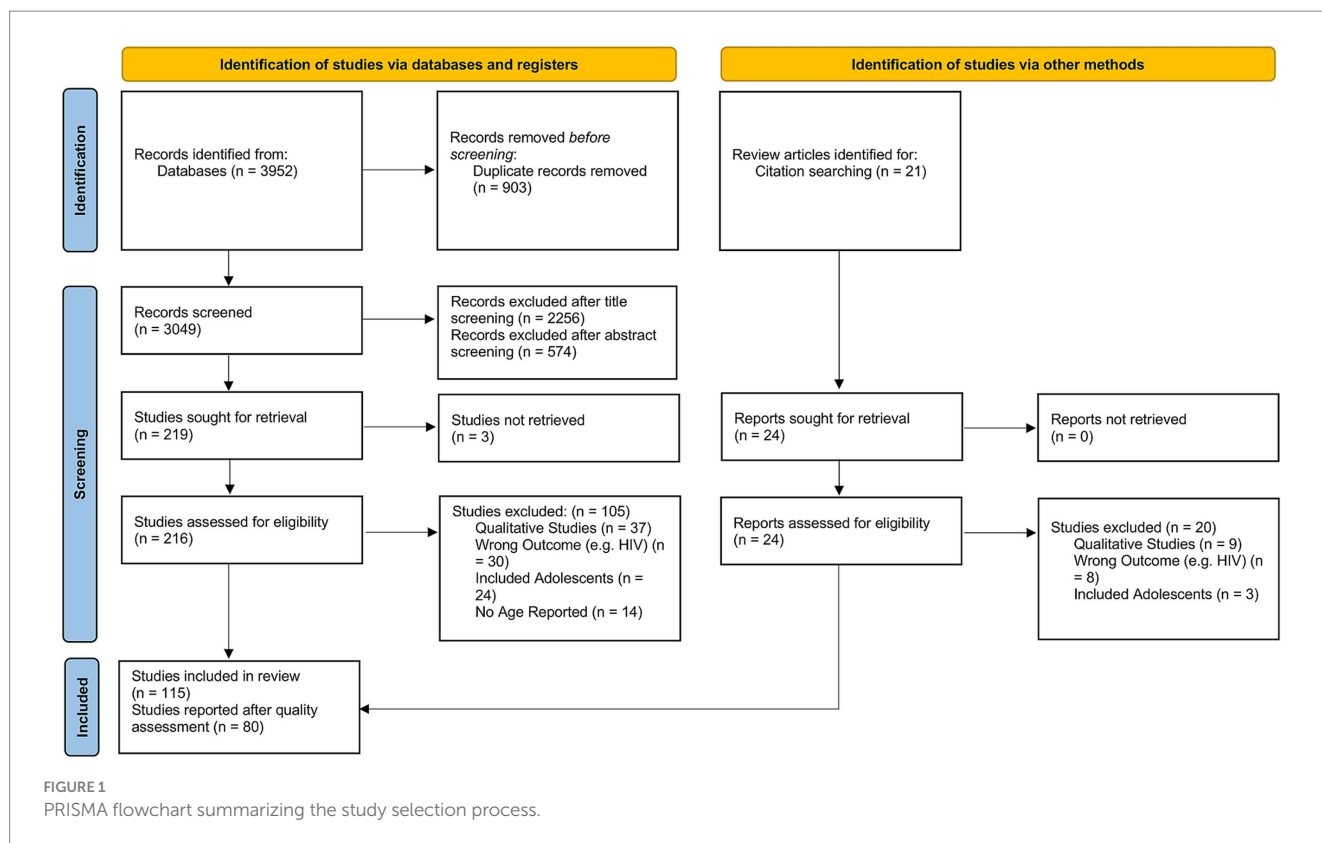 Identification of studies via databases and registers
Identification of studies via other methods
Identification
Records identified from:
Databases (n = 3952)
Records removed before
screening:
Duplicate records removed
(n = 903)
Review articles identified for:
Citation searching (n = 21)
Screening
Records screened
(n = 3049)
Records excluded after title
screening (n = 2256)
Records excluded after abstract
screening (n = 574)
Studies sought for retrieval
(n = 219)
Studies not retrieved
(n = 3)
Reports sought for retrieval
(n = 24)
Reports not retrieved
(n = 0)
Studies assessed for eligibility
(n = 216)
Studies excluded: (n = 105)
Qualitative Studies (n = 37)
Wrong Outcome (e.g. HIV) (n
= 30)
Included Adolescents (n =
24)
No Age Reported (n = 14)
Reports assessed for eligibility
(n = 24)
Studies excluded (n = 20)
Qualitative Studies (n = 9)
Wrong Outcome (e.g. HIV) (n
= 8)
Included Adolescents (n = 3)
Included
Studies included in review
(n = 115)
Studies reported after quality
assessment (n = 80)
FIGURE 1
PRISMA flowchart summarizing the study selection process.